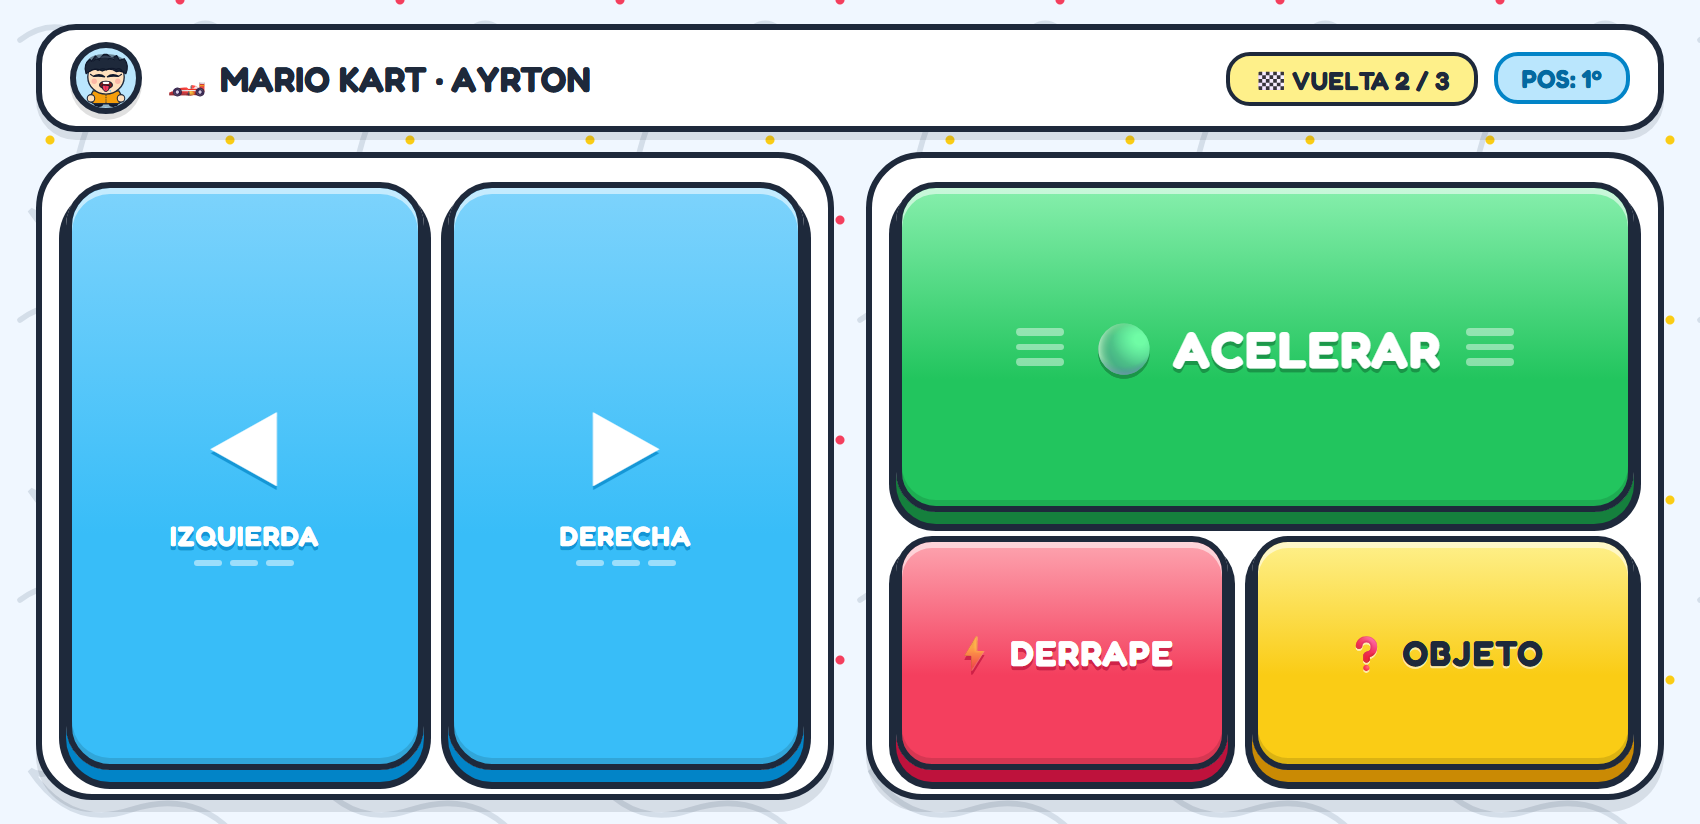 MARIO KART · AYRTON
VUELTA 2 / 3
POS: 1º
IZQUIERDA
DERECHA
ACELERAR
DERRAPE
❓ OBJETO